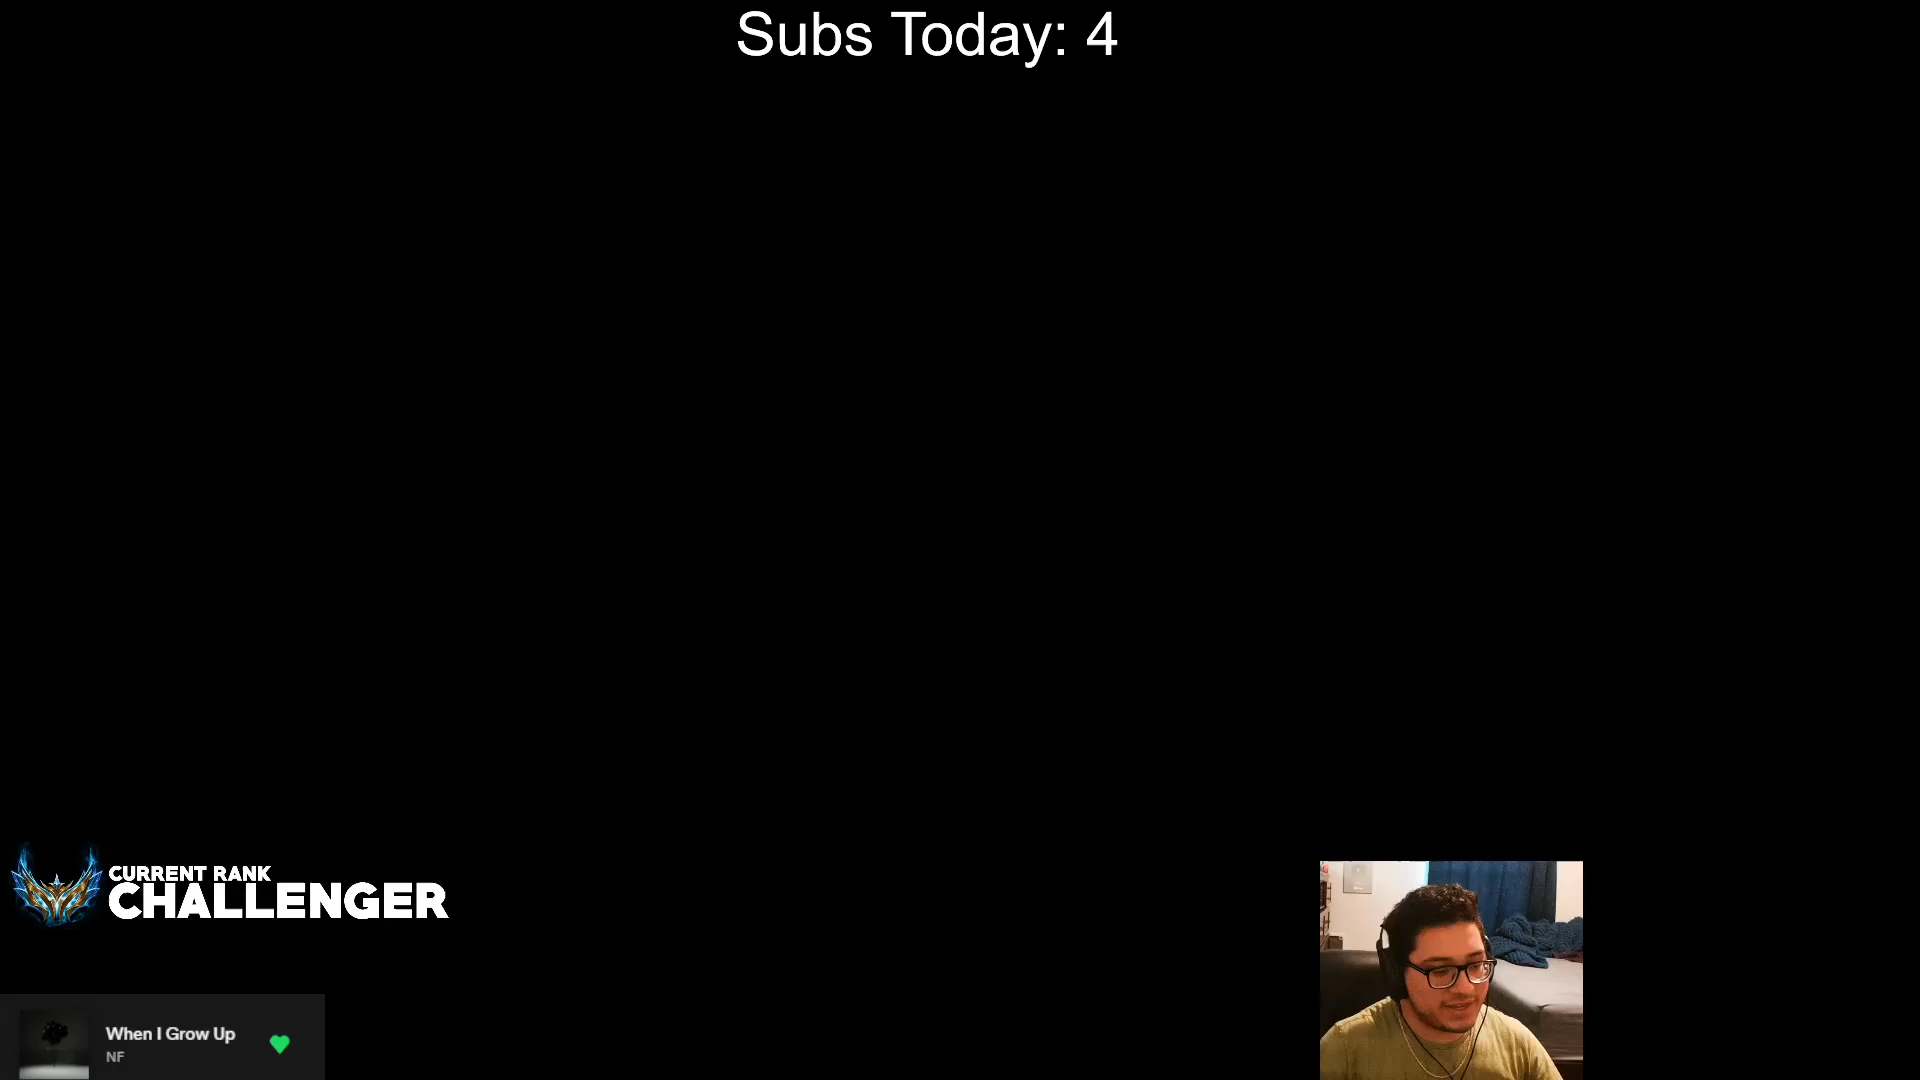 Subs Today: 4
CURRENT RANK
CHALLENGER
When I Grow Up
NF